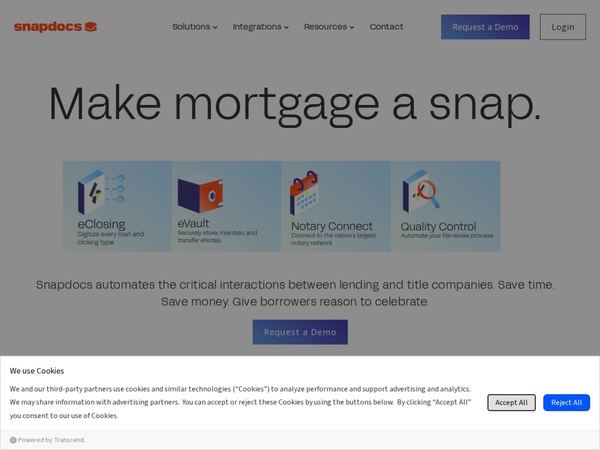 snapdocs
Solutions
Integrations
Resources
Contact
Request a Demo
Login
Make mortgage a snap.
eClosing
Digitize every loan and
closing type.
eVault
Securely store, maintain, and
transfer eNotes.
Notary Connect
Connect to the nation's largest
notary network.
Quality Control
Automate your file review process.
Snapdocs automates the critical interactions between lending and title companies. Save time.
Save money. Give borrowers reason to celebrate.
Request a Demo
We use Cookies
We and our third-party partners use cookies and similar technologies (“Cookies”) to analyze performance and support advertising and analytics.
We may share information with advertising partners. You can accept or reject these Cookies by using the buttons below. By clicking “Accept All”
you consent to our use of Cookies.
Accept All
Reject All
Powered by Transcend.